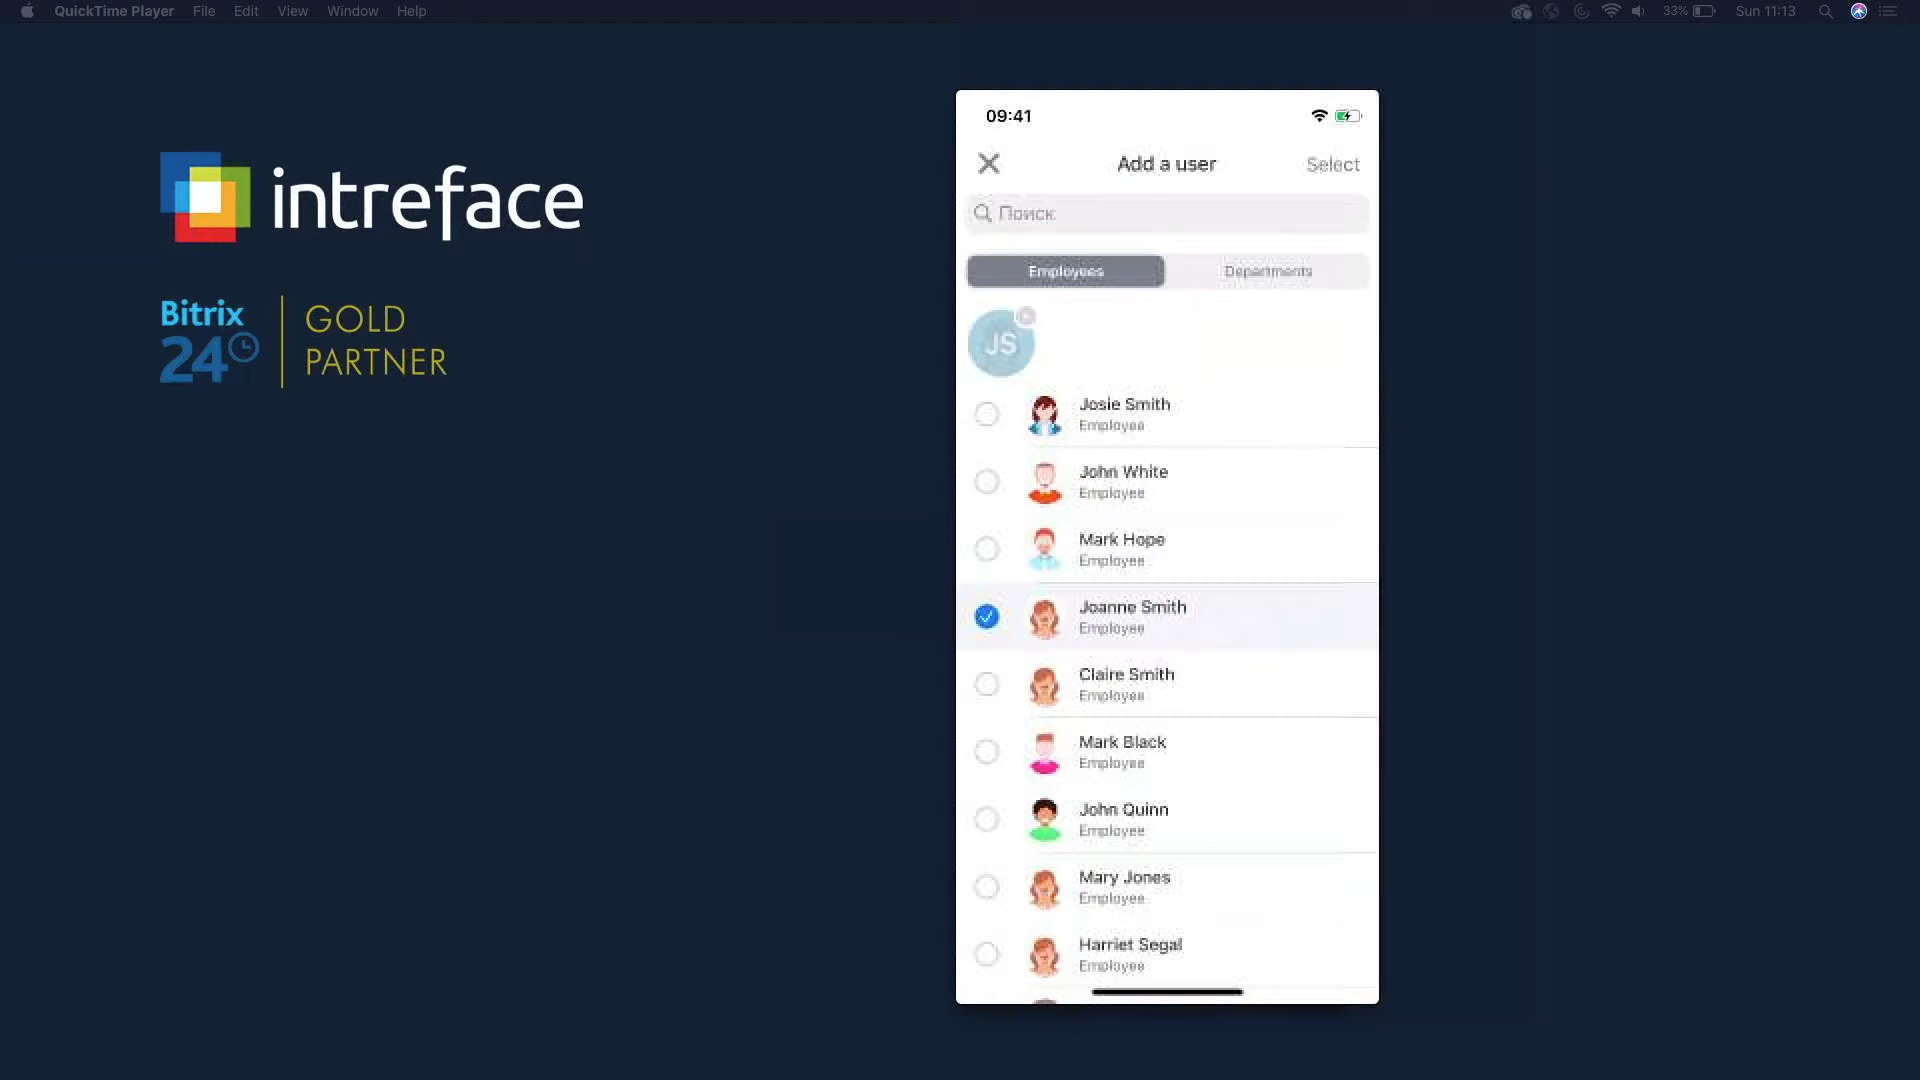 QuickTime Player File Edit View Window Help 33% Sun 11:13
intreface
Bitrix 24
GOLD
PARTNER
09:41
Add a user Select
Поиск
Employees Departments
JS
Josie Smith
Employee
John White
Employee
Mark Hope
Employee
Joanne Smith
Employee
Claire Smith
Employee
Mark Black
Employee
John Quinn
Employee
Mary Jones
Employee
Harriet Segal
Employee